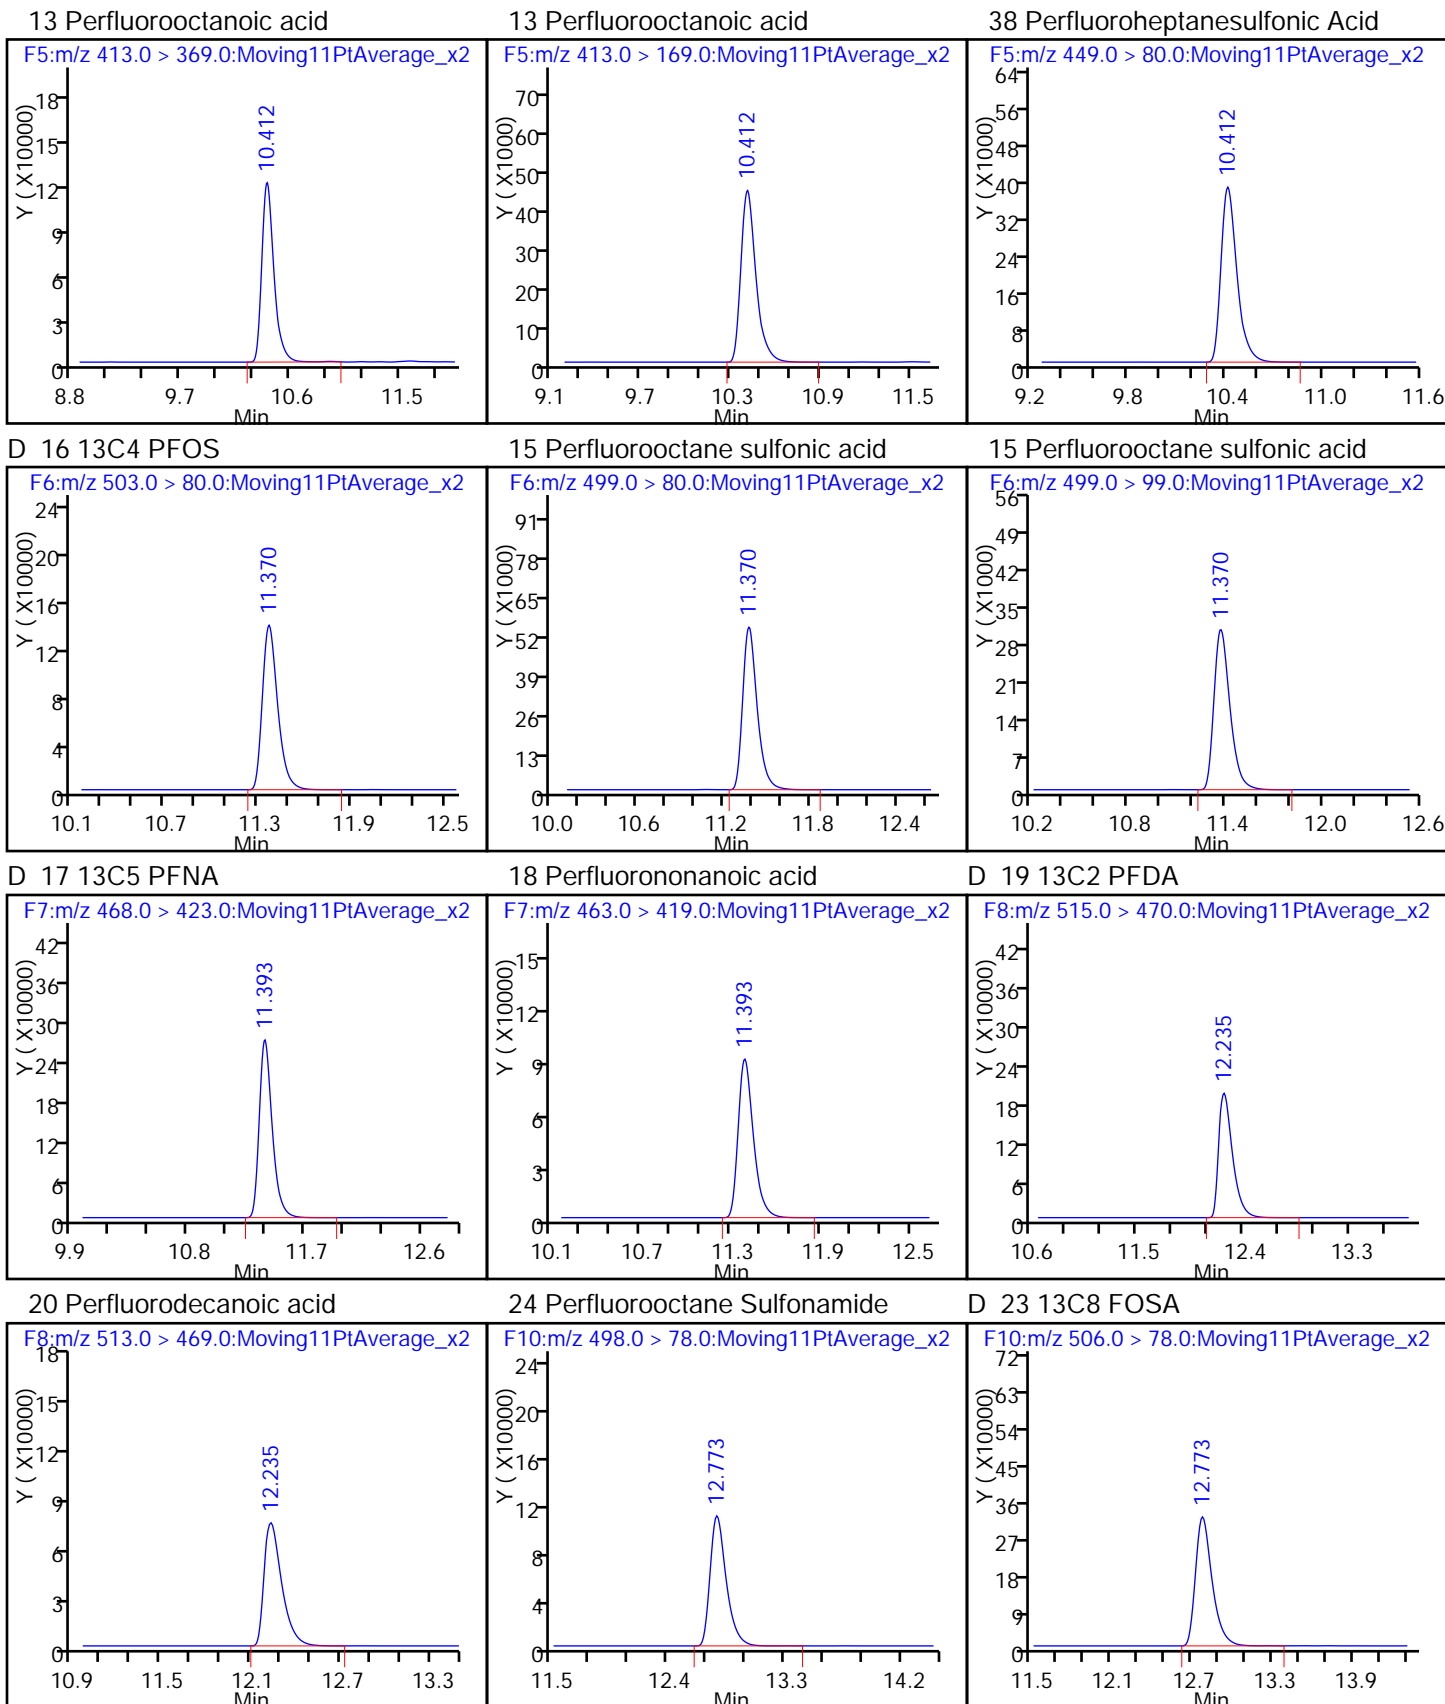 13 Perfluorooctanoic acid
F5:m/z 413.0 > 369.0:Moving11PtAverage_x2
Y ( X10000)
18
15
12
9
6
3
0
10.412
8.8 9.7 10.6 11.5
Min
13 Perfluorooctanoic acid
F5:m/z 413.0 > 169.0:Moving11PtAverage_x2
Y ( X1000)
70
60
50
40
30
20
10
0
10.412
9.1 9.7 10.3 10.9 11.5
Min
38 Perfluoroheptanesulfonic Acid
F5:m/z 449.0 > 80.0:Moving11PtAverage_x2
Y ( X1000)
64
56
48
40
32
24
16
8
0
10.412
9.2 9.8 10.4 11.0 11.6
Min
D 16 13C4 PFOS
F6:m/z 503.0 > 80.0:Moving11PtAverage_x2
Y ( X10000)
24
20
16
12
8
4
0
11.370
10.1 10.7 11.3 11.9 12.5
Min
15 Perfluorooctane sulfonic acid
F6:m/z 499.0 > 80.0:Moving11PtAverage_x2
Y ( X1000)
91
78
65
52
39
26
13
0
11.370
10.0 10.6 11.2 11.8 12.4
Min
15 Perfluorooctane sulfonic acid
F6:m/z 499.0 > 99.0:Moving11PtAverage_x2
Y ( X1000)
56
49
42
35
28
21
14
7
0
11.370
10.2 10.8 11.4 12.0 12.6
Min
D 17 13C5 PFNA
F7:m/z 468.0 > 423.0:Moving11PtAverage_x2
Y ( X10000)
42
36
30
24
18
12
6
0
11.393
9.9 10.8 11.7 12.6
Min
18 Perfluorononanoic acid
F7:m/z 463.0 > 419.0:Moving11PtAverage_x2
Y ( X10000)
15
12
9
6
3
0
11.393
10.1 10.7 11.3 11.9 12.5
Min
D 19 13C2 PFDA
F8:m/z 515.0 > 470.0:Moving11PtAverage_x2
Y ( X10000)
42
36
30
24
18
12
6
0
12.235
10.6 11.5 12.4 13.3
Min
20 Perfluorodecanoic acid
F8:m/z 513.0 > 469.0:Moving11PtAverage_x2
Y ( X10000)
18
15
12
9
6
3
0
12.235
10.9 11.5 12.1 12.7 13.3
Min
24 Perfluorooctane Sulfonamide
F10:m/z 498.0 > 78.0:Moving11PtAverage_x2
Y ( X10000)
24
20
16
12
8
4
0
12.773
11.5 12.4 13.3 14.2
Min
D 23 13C8 FOSA
F10:m/z 506.0 > 78.0:Moving11PtAverage_x2
Y ( X10000)
72
63
54
45
36
27
18
9
0
12.773
11.5 12.1 12.7 13.3 13.9
Min